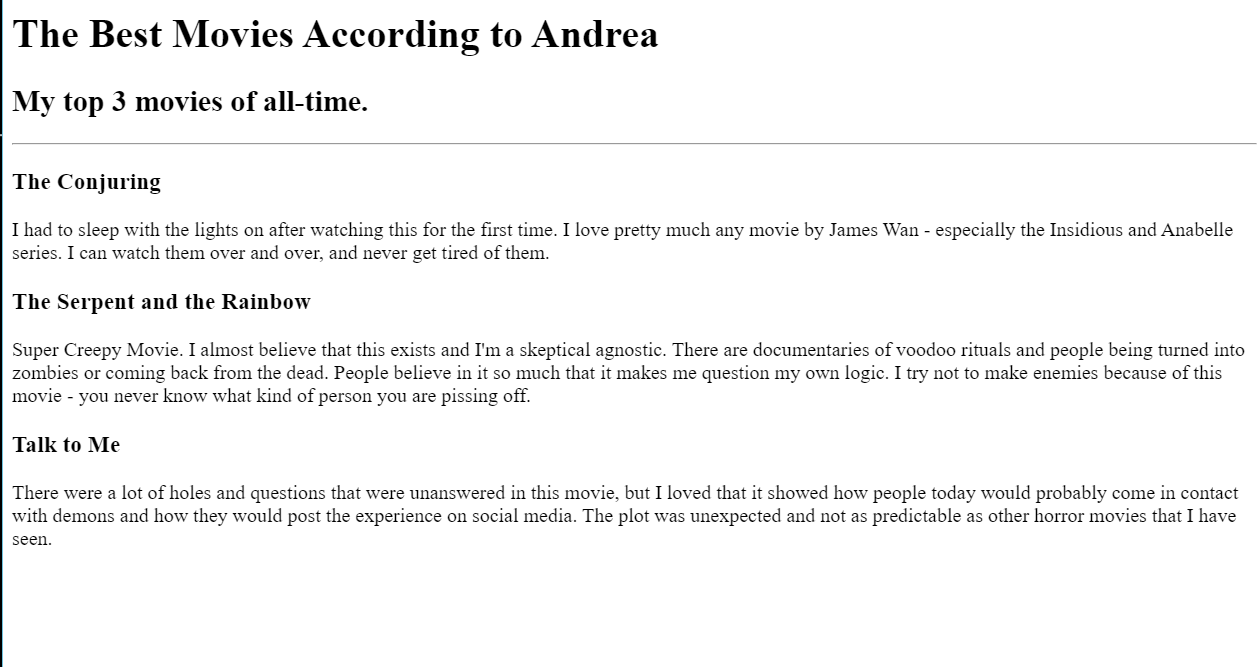 The Best Movies According to Andrea
My top 3 movies of all-time.
The Conjuring
I had to sleep with the lights on after watching this for the first time. I love pretty much any movie by James Wan - especially the Insidious and Anabelle
series. I can watch them over and over, and never get tired of them.
The Serpent and the Rainbow
Super Creepy Movie. I almost believe that this exists and I'm a skeptical agnostic. There are documentaries of voodoo rituals and people being turned into
zombies or coming back from the dead. People believe in it so much that it makes me question my own logic. I try not to make enemies because of this
movie - you never know what kind of person you are pissing off.
Talk to Me
There were a lot of holes and questions that were unanswered in this movie, but I loved that it showed how people today would probably come in contact
with demons and how they would post the experience on social media. The plot was unexpected and not as predictable as other horror movies that I have
seen.